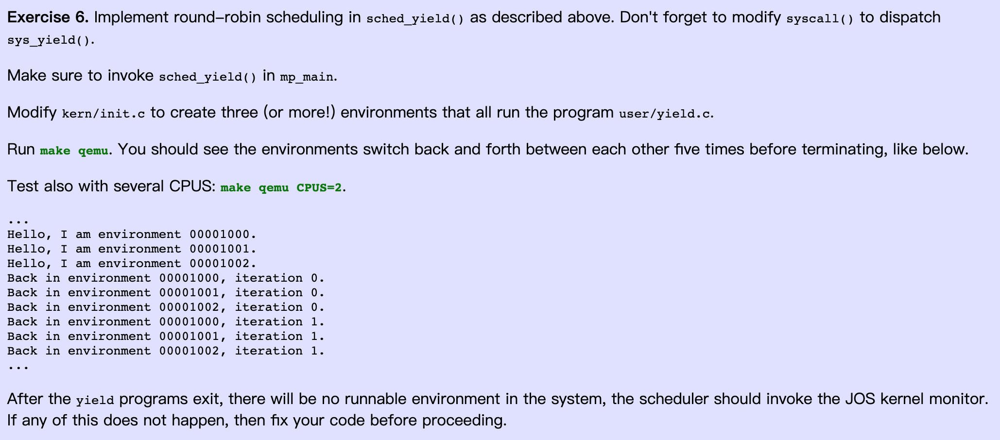 Exercise 6. Implement round–robin scheduling in sched_yield() as described above. Don't forget to modify syscall() to dispatch
sys_yield().
Make sure to invoke sched_yield() in mp_main.
Modify kern/init.c to create three (or more!) environments that all run the program user/yield.c.
Run make qemu. You should see the environments switch back and forth between each other five times before terminating, like below.
Test also with several CPUS: make qemu CPUS=2.
...
Hello, I am environment 00001000.
Hello, I am environment 00001001.
Hello, I am environment 00001002.
Back in environment 00001000, iteration 0.
Back in environment 00001001, iteration 0.
Back in environment 00001002, iteration 0.
Back in environment 00001000, iteration 1.
Back in environment 00001001, iteration 1.
Back in environment 00001002, iteration 1.
...
After the yield programs exit, there will be no runnable environment in the system, the scheduler should invoke the JOS kernel monitor.
If any of this does not happen, then fix your code before proceeding.